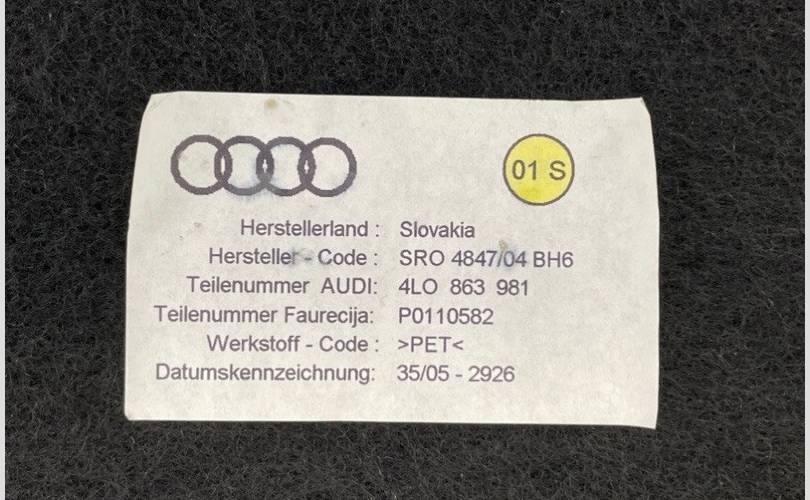 01 S
Herstellerland : Slovakia
Hersteller - Code : SRO 4847/04 BH6
Teilenummer AUDI: 4LO 863 981
Teilenummer Faurecija: P0110582
Werkstoff - Code : >PET<
Datumskennzeichnung: 35/05 - 2926